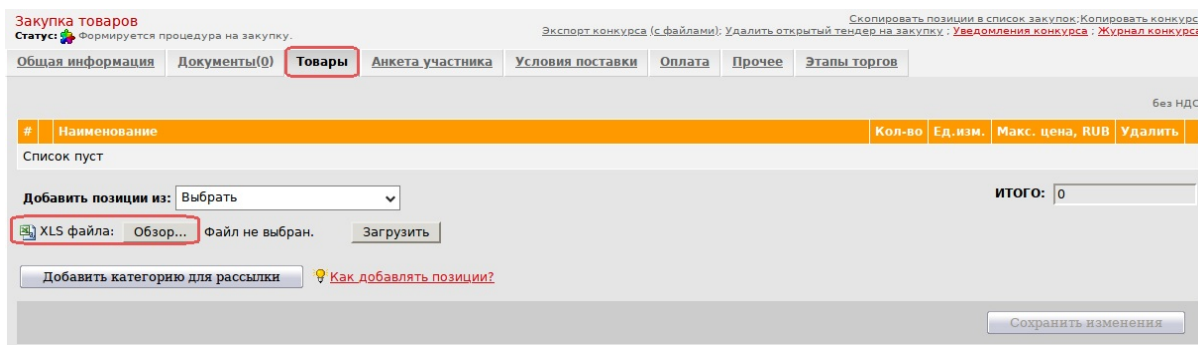 Закупка товаров
Скопировать позиции в список закупок;Копировать конкурс
Статус: Формируется процедура на закупку.
Экспорт конкурса (с файлами); Удалить открытый тендер на закупку ; Уведомления конкурса ; Журнал конкурса
Общая информация Документы(0) Товары Анкета участника Условия поставки Оплата Прочее Этапы торгов
без НДС
# Наименование Кол-во Ед.изм. Макс. цена, RUB Удалить
Список пуст
Добавить позиции из: Выбрать ИТОГО: 0
XLS файла: Обзор... Файл не выбран. Загрузить
Добавить категорию для рассылки Как добавлять позиции?
Сохранить изменения